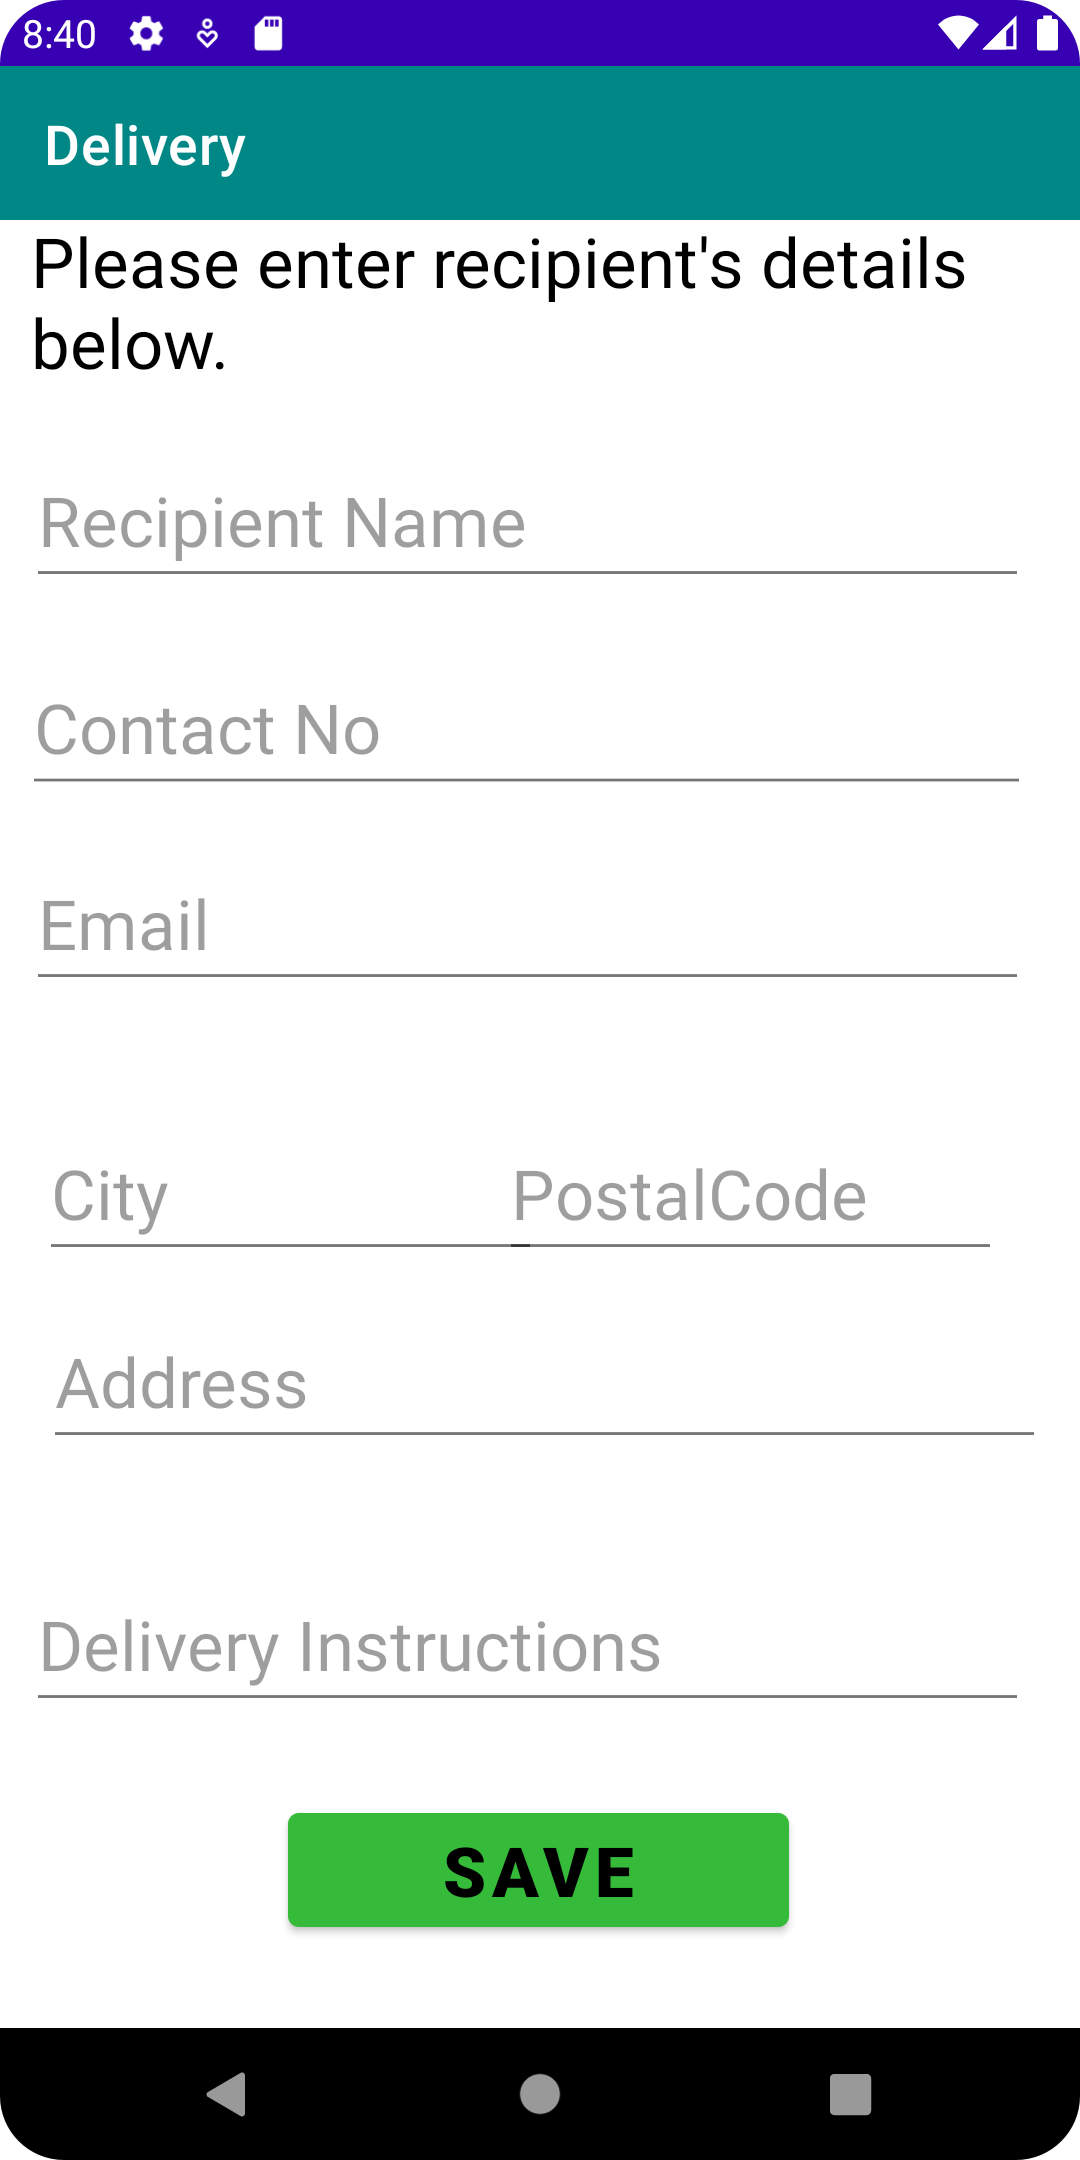 8:40
Delivery
Please enter recipient's details
below.
Recipient Name
Contact No
Email
City PostalCode
Address
Delivery Instructions
SAVE